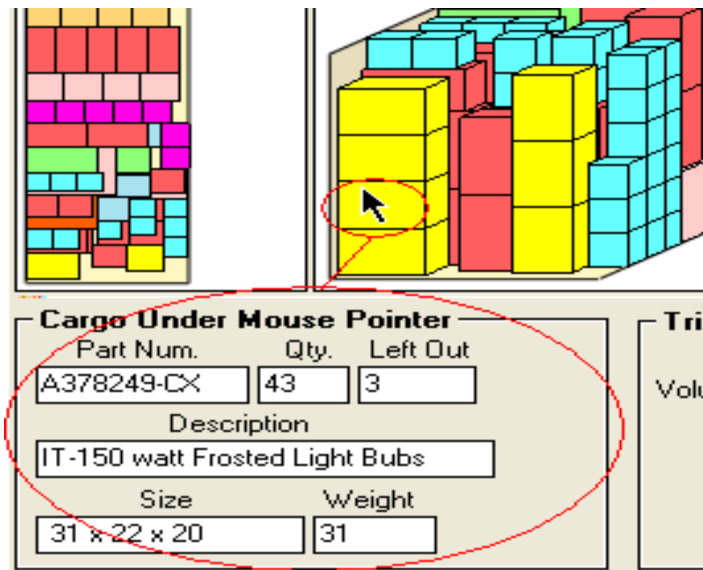 Cargo Under Mouse Pointer
Tri
Part Num. Qty. Left Out
A378249-CX 43 3
Volu
Description
IT-150 watt Frosted Light Bubs
Size Weight
31 x 22 x 20 31